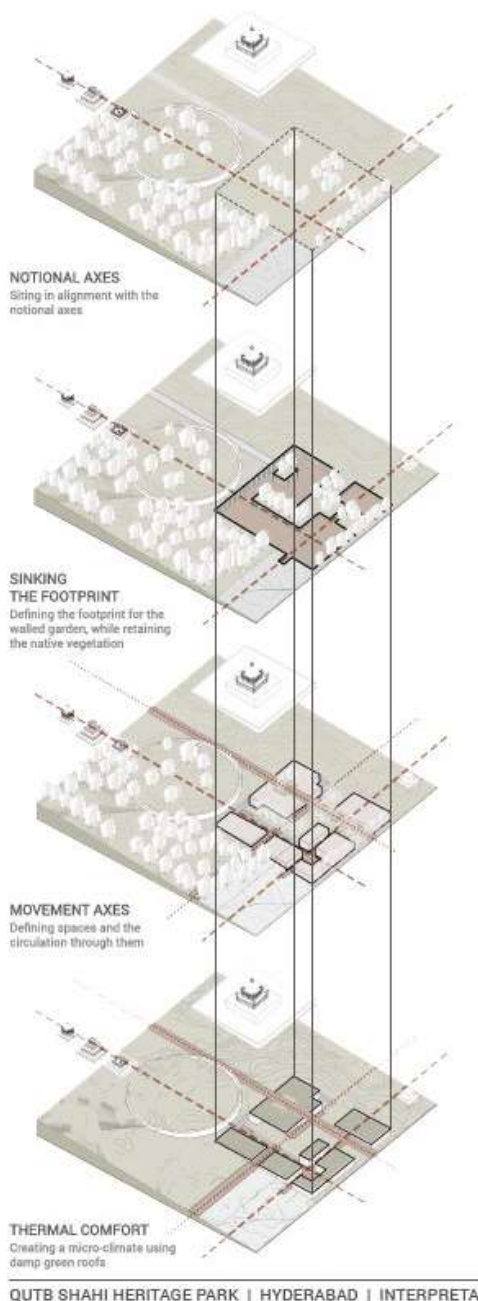 NOTIONAL AXES
Siting in alignment with the
notional axes
SINKING
THE FOOTPRINT
Defining the footprint for the
walled garden, while retaining
the native vegetation
MOVEMENT AXES
Defining spaces and the
circulation through them
THERMAL COMFORT
Creating a micro-climate using
damp green roofs
QUTB SHAHI HERITAGE PARK | HYDERABAD | INTERPRETA